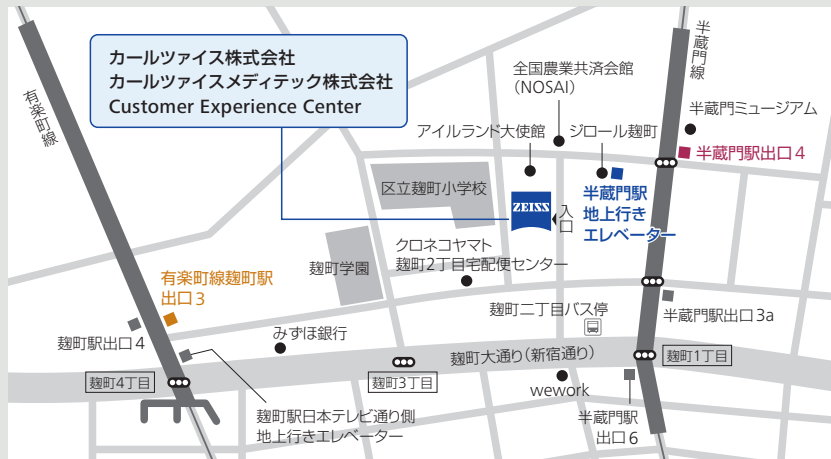 カールツァイス株式会社
カールツァイスメディテック株式会社
Customer Experience Center
有楽町線
半蔵門線
全国農業共済会館
(NOSAI)
半蔵門ミュージアム
アイルランド大使館
ジロール麹町
半蔵門駅出口4
区立麹町小学校
ZEISS
入口
半蔵門駅
地上行き
エレベーター
麹町学園
クロネコヤマト
麹町2丁目宅配便センター
有楽町線麹町駅
出口3
麹町二丁目バス停
半蔵門駅出口3a
麹町駅出口4
みずほ銀行
麹町大通り(新宿通り)
麹町1丁目
麹町4丁目
麹町3丁目
wework
麹町駅日本テレビ通り側
地上行きエレベーター
半蔵門駅
出口6